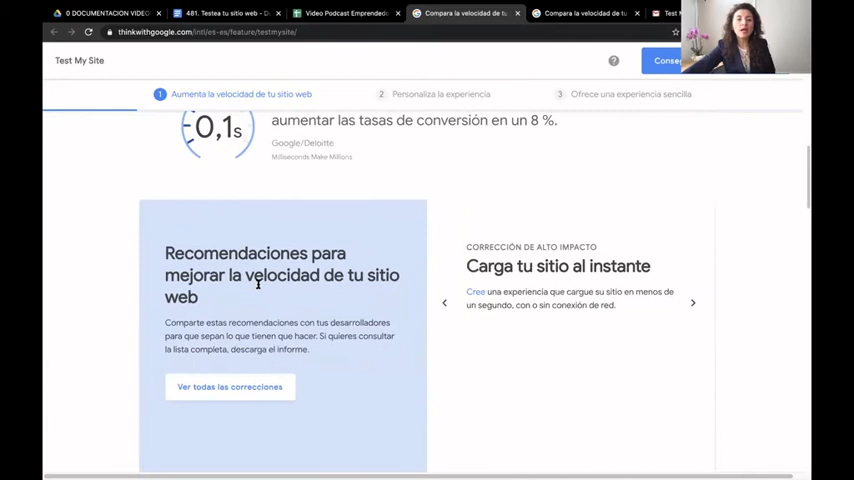 0 DOCUMENTACION VIDEO
481. Testea tu sitio web - D
Video Podcast Emprended
Compara la velocidad de tu
Compara la velocidad de tu
Test M
thinkwithgoogle.com/intl/es-es/feature/testmysite/
Test My Site
1 Aumenta la velocidad de tu sitio web
2 Personaliza la experiencia
3 Ofrece una experiencia sencilla
0,1s
aumentar las tasas de conversión en un 8 %.
Google/Deloitte
Milliseconds Make Millions
Recomendaciones para
mejorar la velocidad de tu sitio
web
Comparte estas recomendaciones con tus desarrolladores
para que sepan lo que tienen que hacer. Si quieres consultar
la lista completa, descarga el informe.
Ver todas las correcciones
CORRECCIÓN DE ALTO IMPACTO
Carga tu sitio al instante
Cree una experiencia que cargue su sitio en menos de
un segundo, con o sin conexión de red.